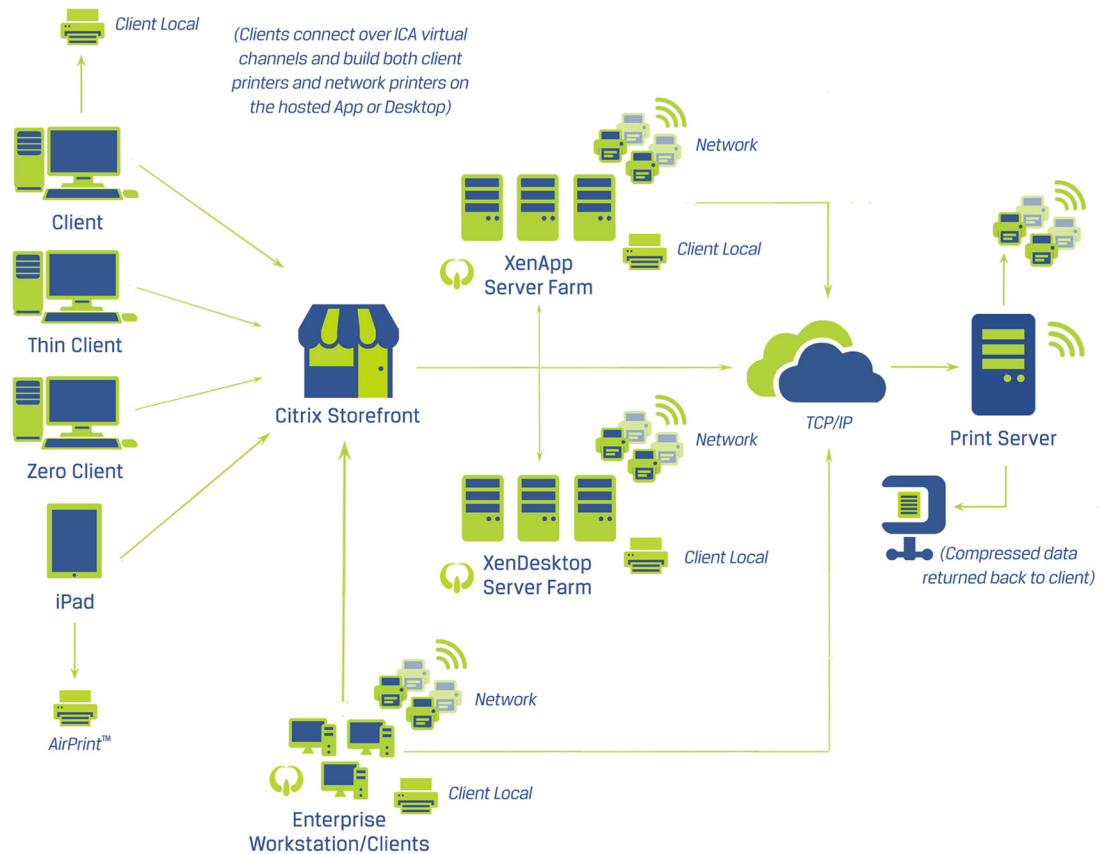 Client Local
(Clients connect over ICA virtual
channels and build both client
printers and network printers on
the hosted App or Desktop)
Client
Thin Client
Zero Client
iPad
AirPrint™
Citrix Storefront
Network
Client Local
XenApp
Server Farm
Network
Client Local
XenDesktop
Server Farm
Network
Client Local
Enterprise
Workstation/Clients
TCP/IP
Print Server
(Compressed data
returned back to client)